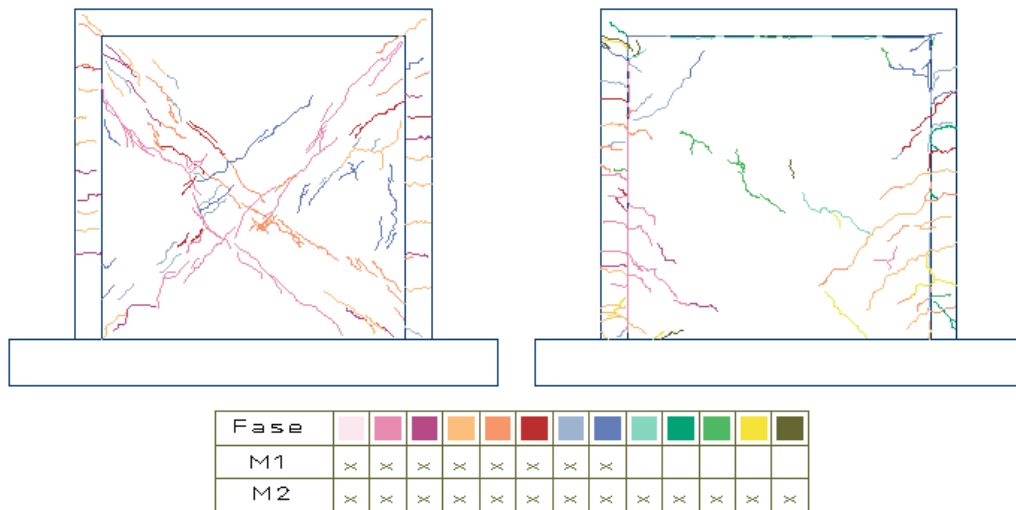 Fase
M1 × × × × × × × ×
M2 × × × × × × × × × × × × ×